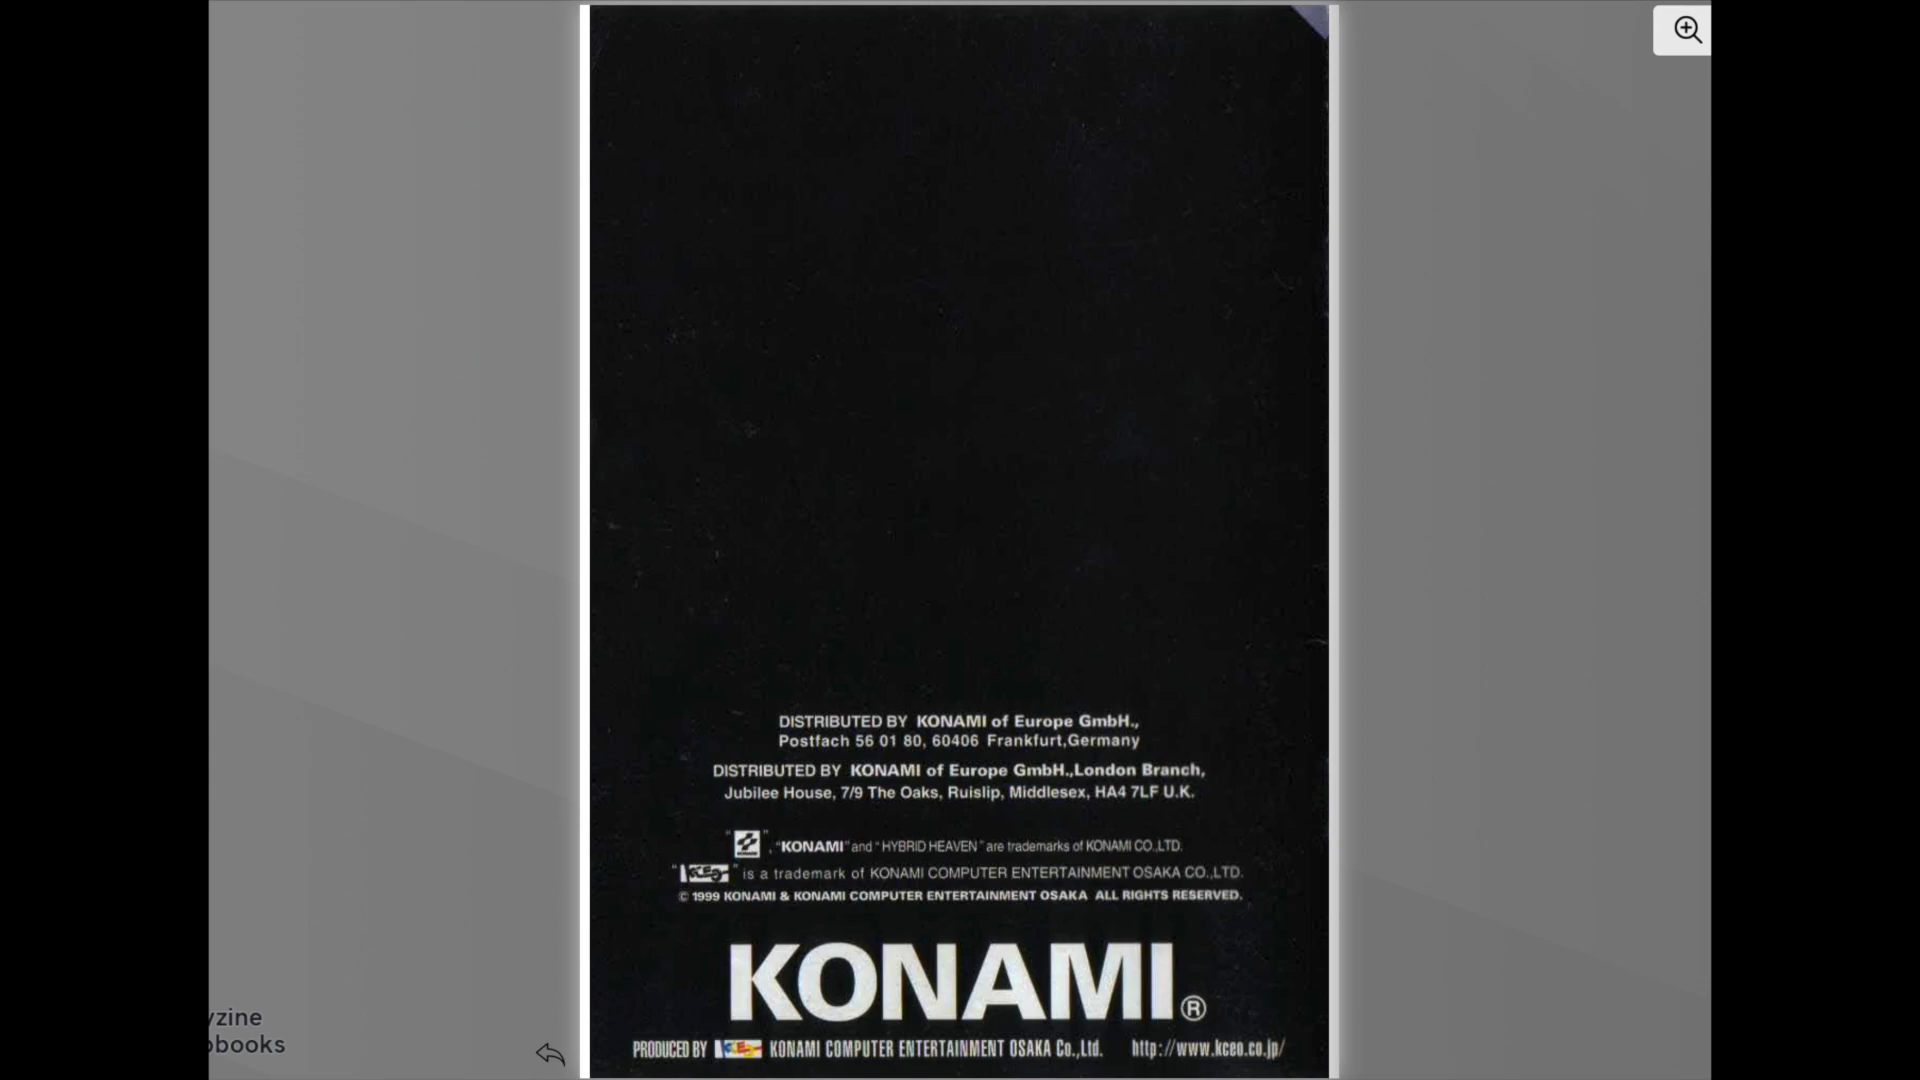 DISTRIBUTED BY KONAMI of Europe GmbH.,
Postfach 56 01 80, 60406 Frankfurt,Germany
DISTRIBUTED BY KONAMI of Europe GmbH.,London Branch,
Jubilee House, 7/9 The Oaks, Ruislip, Middlesex, HA4 7LF U.K.
" KONAMI ", "KONAMI" and "HYBRID HEAVEN" are trademarks of KONAMI CO.,LTD.
"KCEO" is a trademark of KONAMI COMPUTER ENTERTAINMENT OSAKA CO.,LTD.
© 1999 KONAMI & KONAMI COMPUTER ENTERTAINMENT OSAKA ALL RIGHTS RESERVED.
KONAMI®
PRODUCED BY KCEO KONAMI COMPUTER ENTERTAINMENT OSAKA Co.,Ltd. http://www.kceo.co.jp/